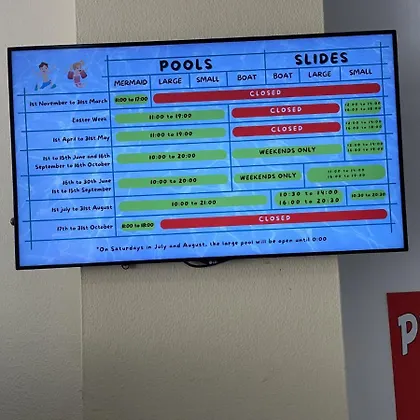 POOLS SLIDES
MERMAID LARGE SMALL BOAT BOAT LARGE SMALL
1st November to 31st March 11:00 to 17:00 CLOSED
Easter Week 11:00 to 19:00 CLOSED
1st April to 31st May 11:00 to 19:00 CLOSED
1st to 15th June and 16th
September to 16th October 10:00 to 20:00 WEEKENDS ONLY
16th to 30th June
1st to 15th September 10:00 to 20:00 WEEKENDS ONLY
1st July to 31st August 10:00 to 21:00 10:30 to 14:00 10:30 to 20:30
16:00 to 20:30
17th to 31st October CLOSED
*On Saturdays in July and August, the large pool will be open until 0:00
P